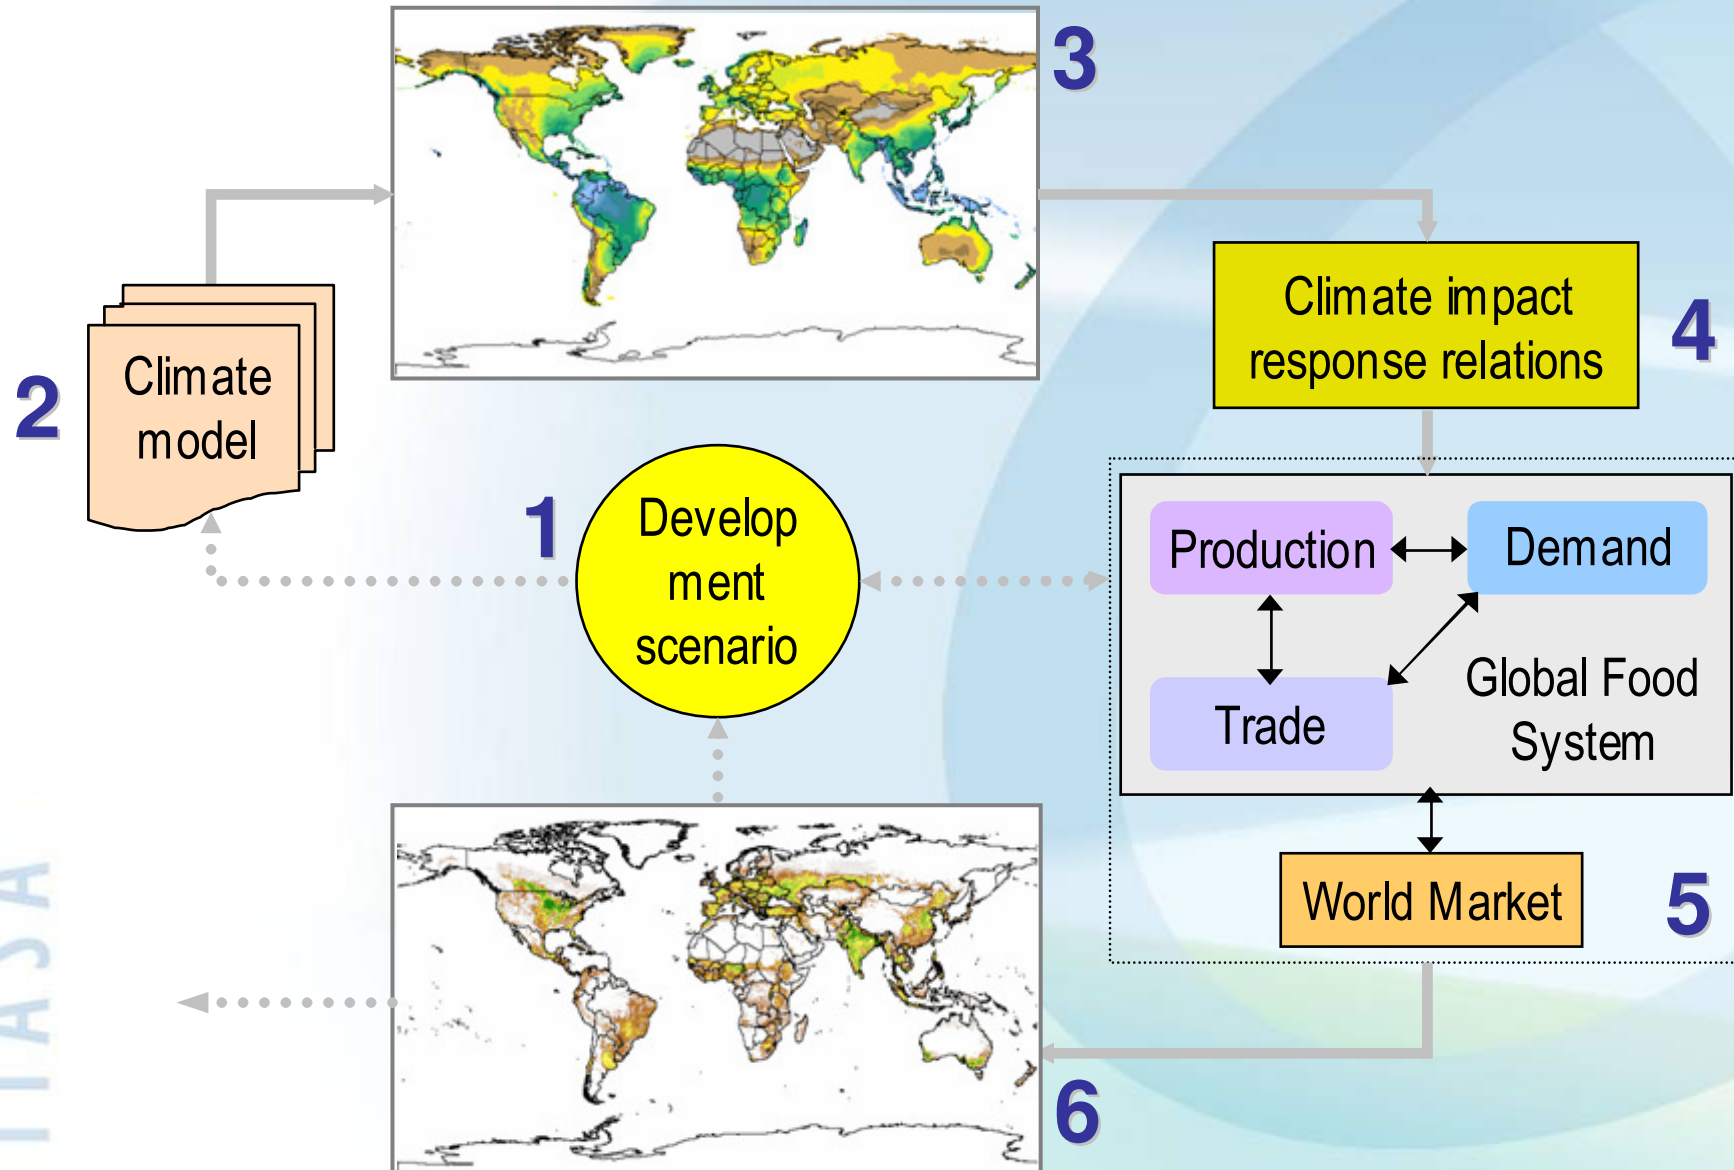 3
Climate impact
response relations
4
2
Climate
model
1
Develop
ment
scenario
Production
Demand
Trade
Global Food
System
World Market
5
6
IIASA